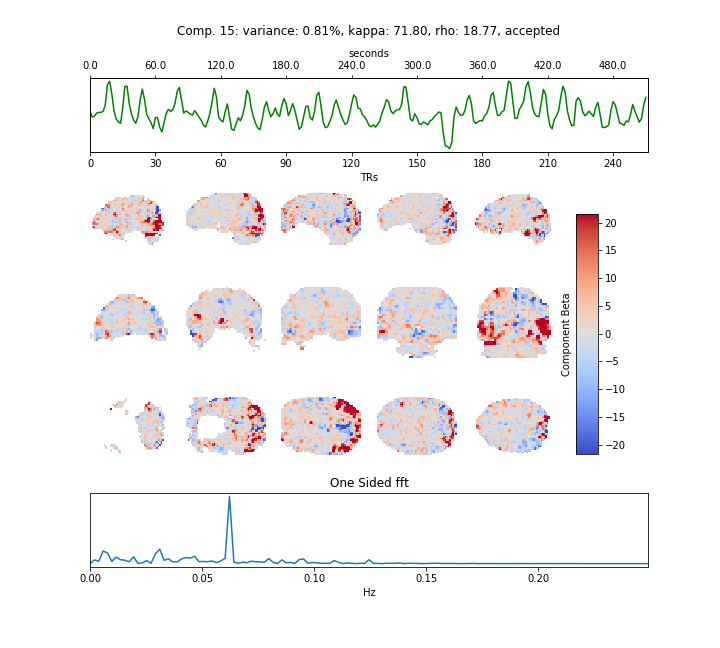 Comp. 15: variance: 0.81%, kappa: 71.80, rho: 18.77, accepted
seconds
0.0 60.0 120.0 180.0 240.0 300.0 360.0 420.0 480.0
0 30 60 90 120 150 180 210 240
TRs
20
15
10
5
0
−5
−10
−15
−20
Component Beta
One Sided fft
0.00 0.05 0.10 0.15 0.20
Hz